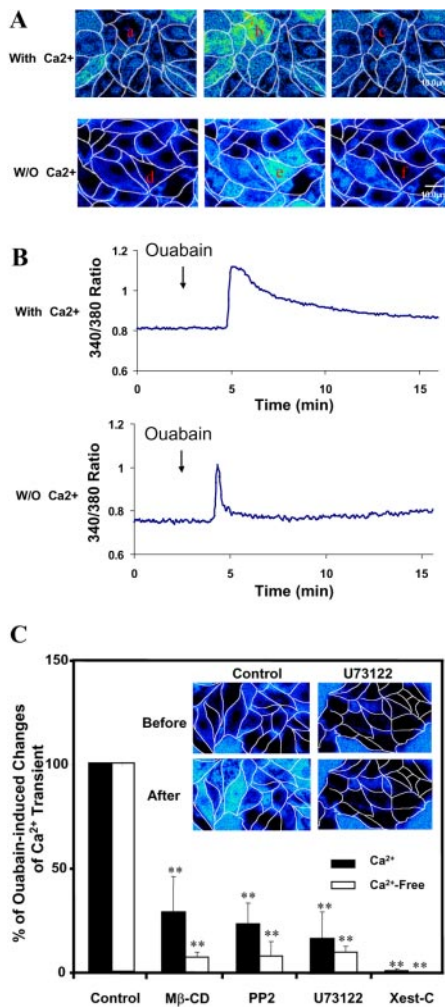 A
With Ca2+
a
b
c
10.0µm
W/O Ca2+
d
e
f
10.0µm
B
Ouabain
With Ca2+
340/380 Ratio
1.2
1
0.8
0.6
0
5
10
15
Time (min)
Ouabain
W/O Ca2+
340/380 Ratio
1.2
1
0.8
0.6
0
5
10
15
Time (min)
C
% of Ouabain-induced Changes
of Ca2+ Transient
150
100
50
0
Control
U73122
Before
After
Ca2+
Ca2+-Free
**
**
**
**
**
**
**
**
Control
Mβ-CD
PP2
U73122
Xest-C